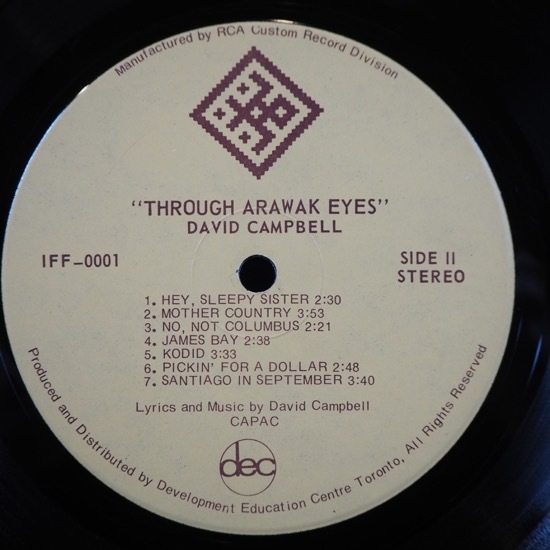 Manufactured by RCA Custom Record Division
"THROUGH ARAWAK EYES"
DAVID CAMPBELL
IFF-0001
SIDE II
STEREO
1. HEY, SLEEPY SISTER 2:30
2. MOTHER COUNTRY 3:53
3. NO, NOT COLUMBUS 2:21
4. JAMES BAY 2:38
5. KODID 3:33
6. PICKIN' FOR A DOLLAR 2:48
7. SANTIAGO IN SEPTEMBER 3:40
Lyrics and Music by David Campbell
CAPAC
dec
Produced and Distributed by Development Education Centre Toronto, All Rights Reserved